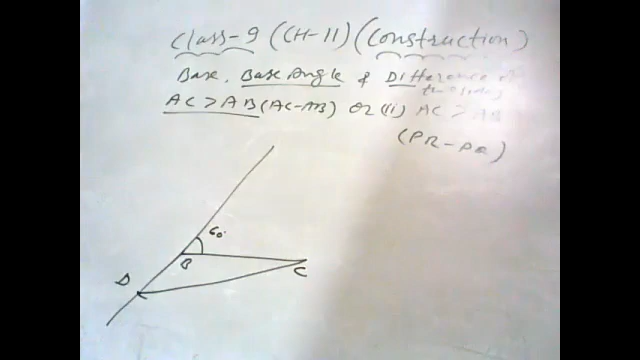 Class-9 (CH-11) (Construction)
Base, Base Angle & Difference of
two sides
AC > AB (AC-AB) or (ii) AC > AB
(PR-PQ)
60°
B
C
D